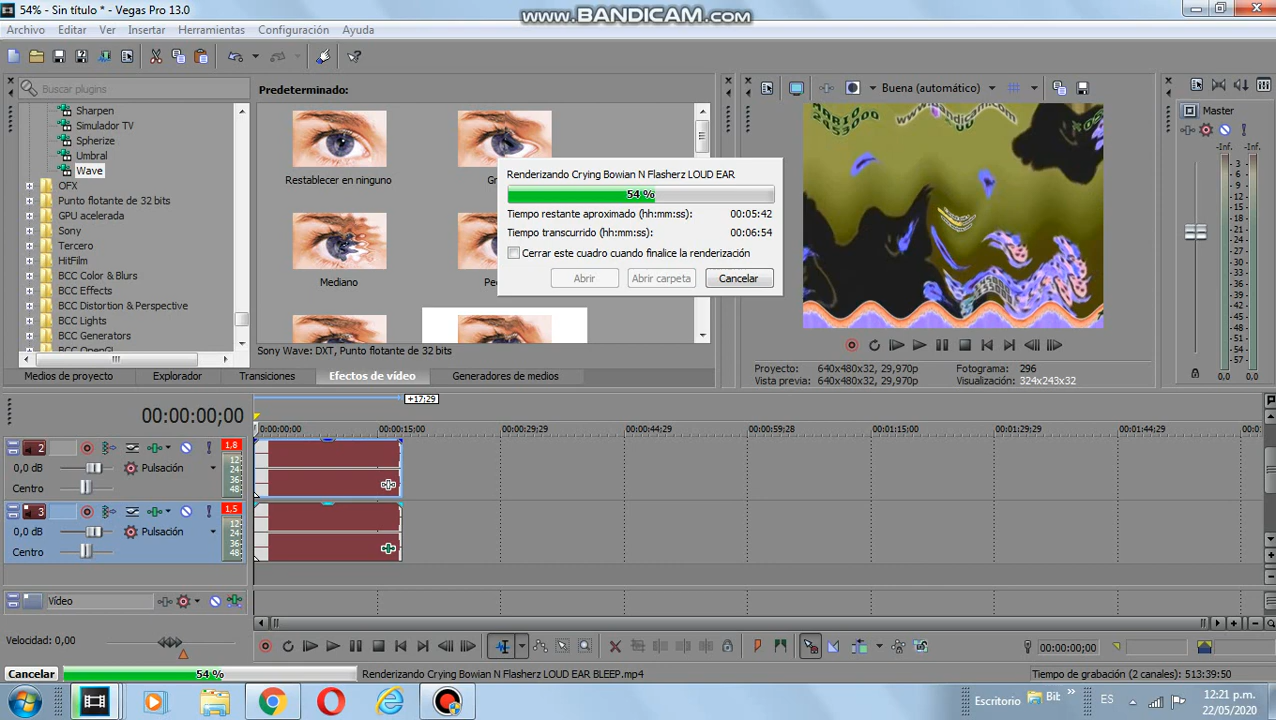 54% - Sin título * - Vegas Pro 13.0
www.BANDICAM.com
Archivo Editar Ver Insertar Herramientas Configuración Ayuda
Buscar plugins
Sharpen
Simulador TV
Spherize
Umbral
Wave
OFX
Punto flotante de 32 bits
GPU acelerada
Sony
Tercero
HitFilm
BCC Color & Blurs
BCC Effects
BCC Distortion & Perspective
BCC Lights
BCC Generators
BCC OpenGL
Predeterminado:
Restablecer en ninguno
Mediano
Sony Wave: DXT, Punto flotante de 32 bits
Medios de proyecto Explorador Transiciones Efectos de vídeo Generadores de medios
Renderizando Crying Bowian N Flasherz LOUD EAR
54 %
Tiempo restante aproximado (hh:mm:ss): 00:05:42
Tiempo transcurrido (hh:mm:ss): 00:06:54
Cerrar este cuadro cuando finalice la renderización
Abrir Abrir carpeta Cancelar
Buena (automático)
Proyecto: 640x480x32, 29,970p Fotograma: 296
Vista previa: 640x480x32, 29,970p Visualización: 324x243x32
Master
-Inf. -Inf.
3
6
9
12
15
18
21
24
27
30
33
36
39
42
45
48
51
54
57
0,0 0,0
00:00:00;00
+17;29
0:00:00;00 00:00:15;00 00:00:29;29 00:00:44;29 00:00:59;28 00:01:15;00 00:01:29;29 00:01:44;29 00:0
2 1,8
0,0 dB Pulsación
Centro
12
24
36
48
3 1,5
0,0 dB Pulsación
Centro
12
24
36
48
Vídeo
Velocidad: 0,00
00:00:00;00
Cancelar 54 % Renderizando Crying Bowian N Flasherz LOUD EAR BLEEP.mp4 Tiempo de grabación (2 canales): 513:39:50
Escritorio Bib » ES 12:21 p.m.
22/05/2020